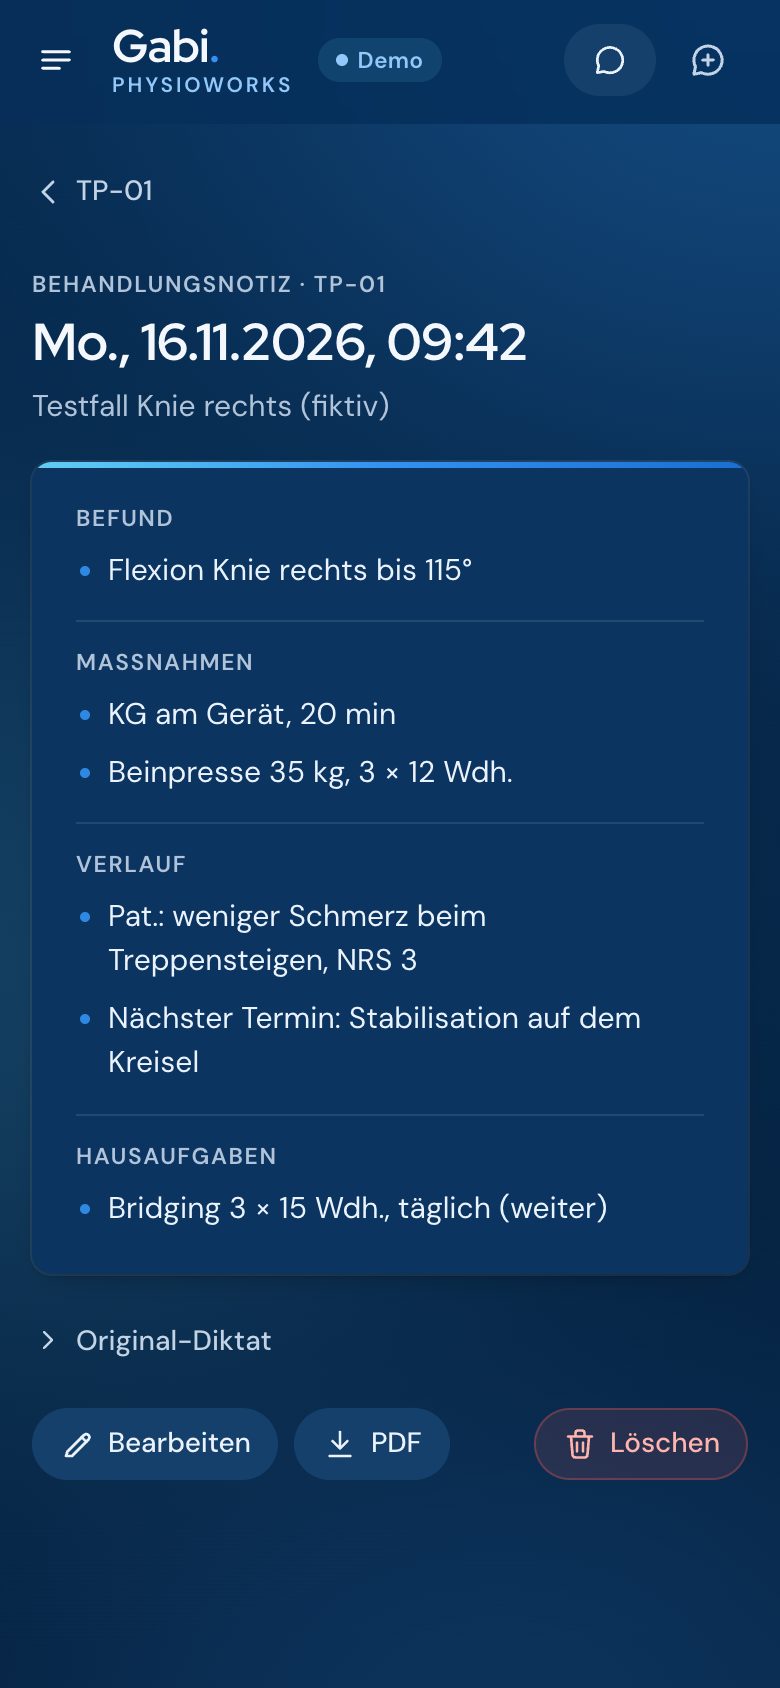 Gabi.
PHYSIOWORKS
Demo
TP-01
BEHANDLUNGSNOTIZ · TP-01
Mo., 16.11.2026, 09:42
Testfall Knie rechts (fiktiv)
BEFUND
Flexion Knie rechts bis 115°
MASSNAHMEN
KG am Gerät, 20 min
Beinpresse 35 kg, 3 × 12 Wdh.
VERLAUF
Pat.: weniger Schmerz beim
Treppensteigen, NRS 3
Nächster Termin: Stabilisation auf dem
Kreisel
HAUSAUFGABEN
Bridging 3 × 15 Wdh., täglich (weiter)
Original-Diktat
Bearbeiten
PDF
Löschen